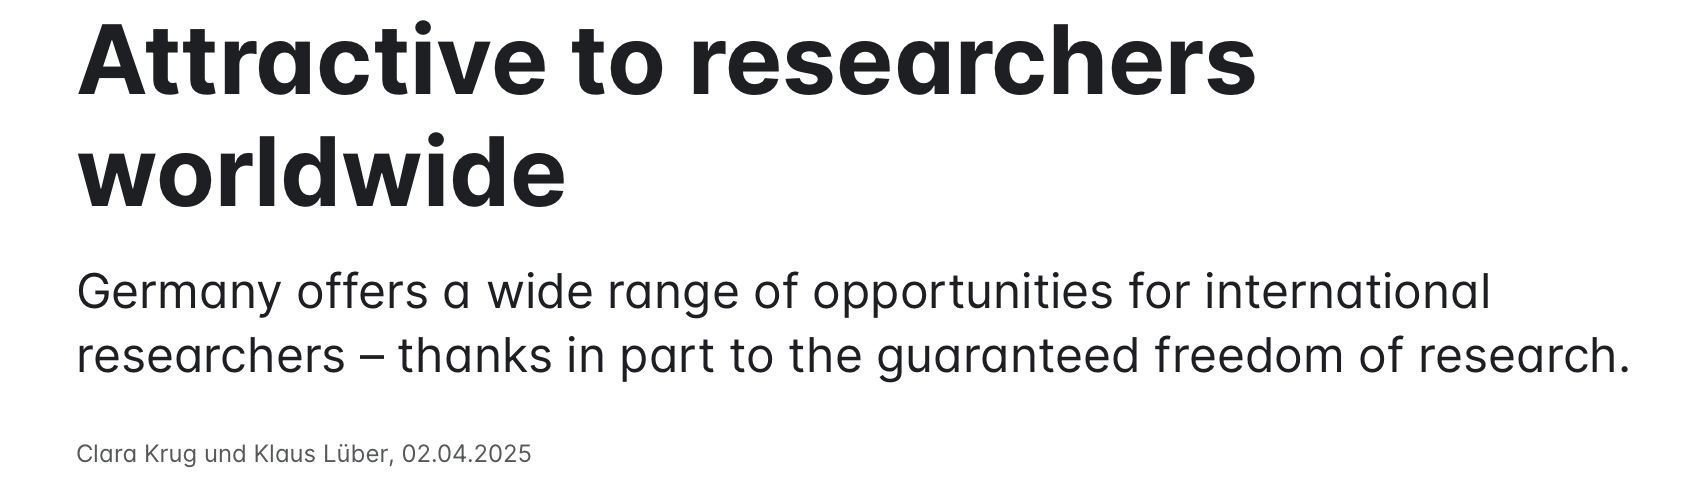 Attractive to researchers
worldwide
Germany offers a wide range of opportunities for international
researchers – thanks in part to the guaranteed freedom of research.
Clara Krug und Klaus Lüber, 02.04.2025